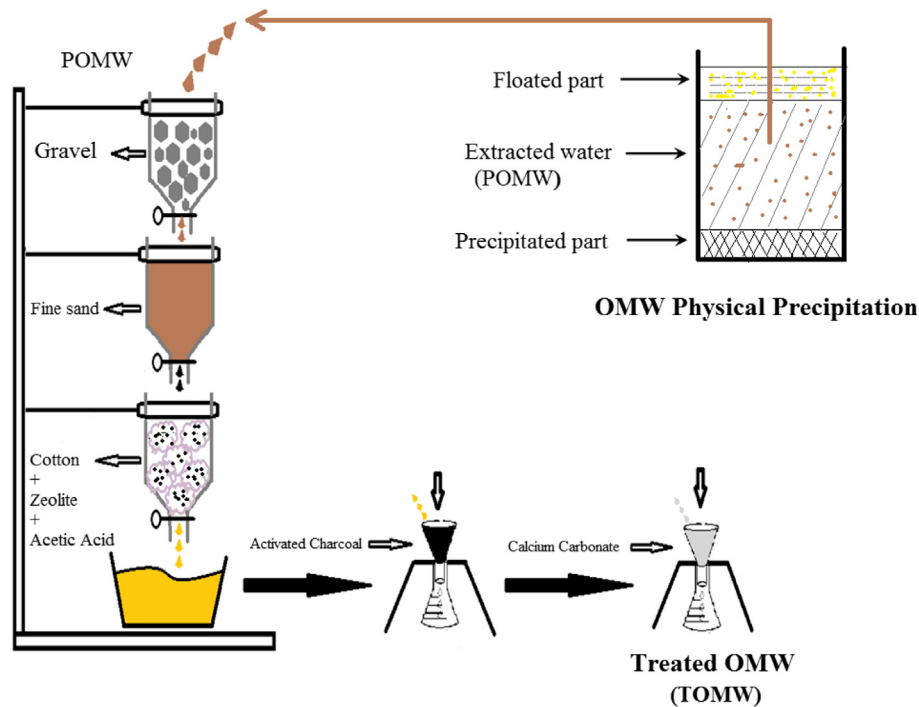 POMW
Gravel
Fine sand
Cotton
+
Zeolite
+
Acetic Acid
Floated part
Extracted water
(POMW)
Precipitated part
OMW Physical Precipitation
Activated Charcoal
Calcium Carbonate
Treated OMW
(TOMW)